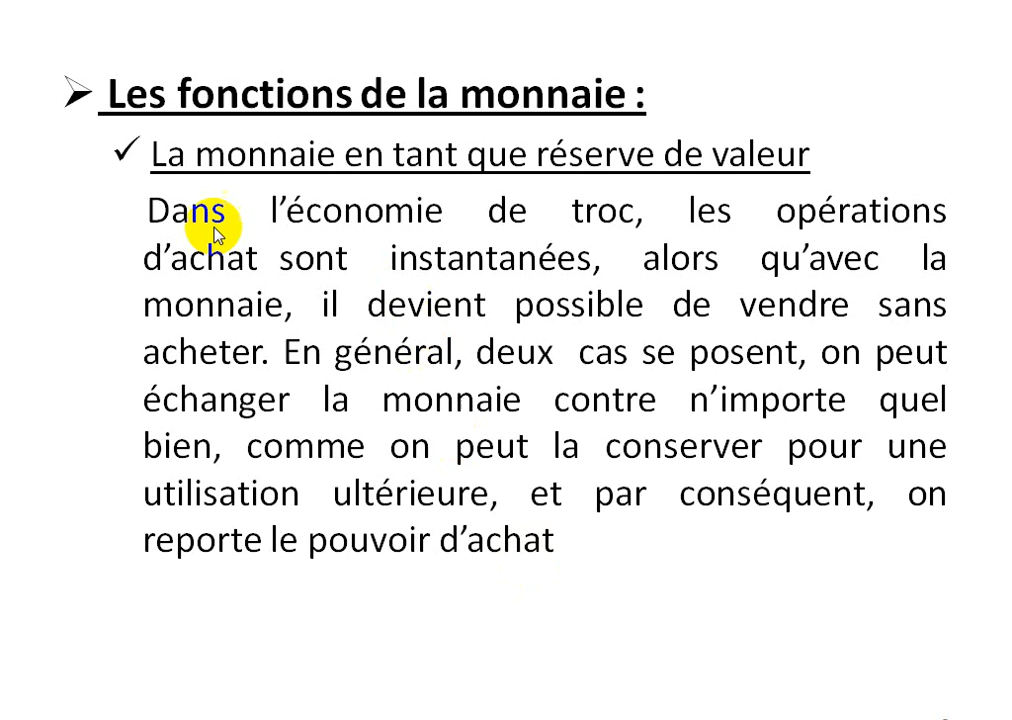 Les fonctions de la monnaie :
La monnaie en tant que réserve de valeur
Dans l’économie de troc, les opérations
d’achat sont instantanées, alors qu’avec la
monnaie, il devient possible de vendre sans
acheter. En général, deux cas se posent, on peut
échanger la monnaie contre n’importe quel
bien, comme on peut la conserver pour une
utilisation ultérieure, et par conséquent, on
reporte le pouvoir d’achat